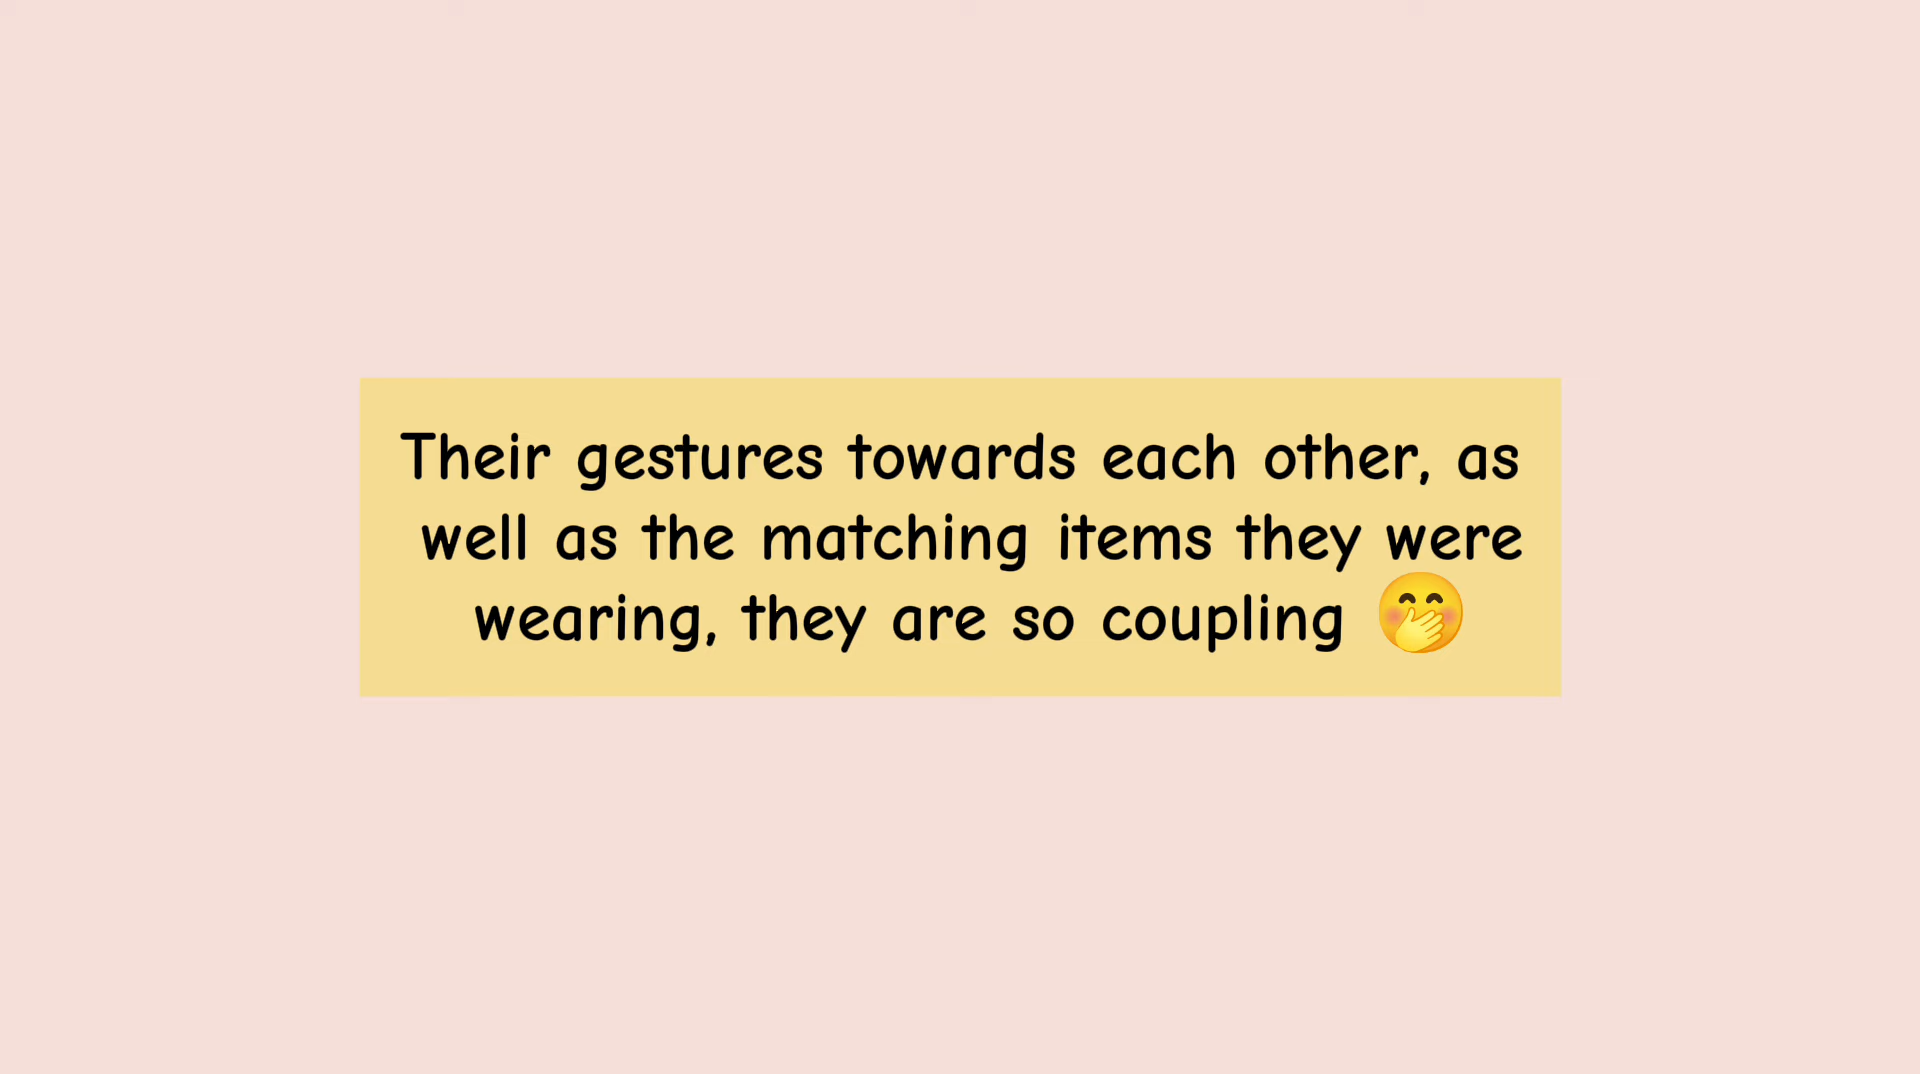 Their gestures towards each other, as
well as the matching items they were
wearing, they are so coupling 🤭